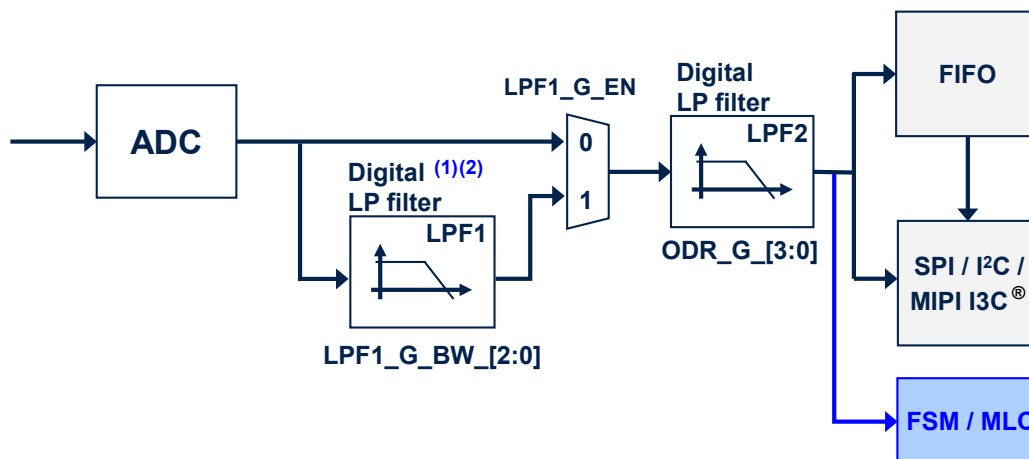 ADC
Digital (1)(2)
LP filter
LPF1
LPF1_G_BW_[2:0]
LPF1_G_EN
0
1
Digital
LP filter
LPF2
ODR_G_[3:0]
FIFO
SPI / I²C /
MIPI I3C ®
FSM / MLC